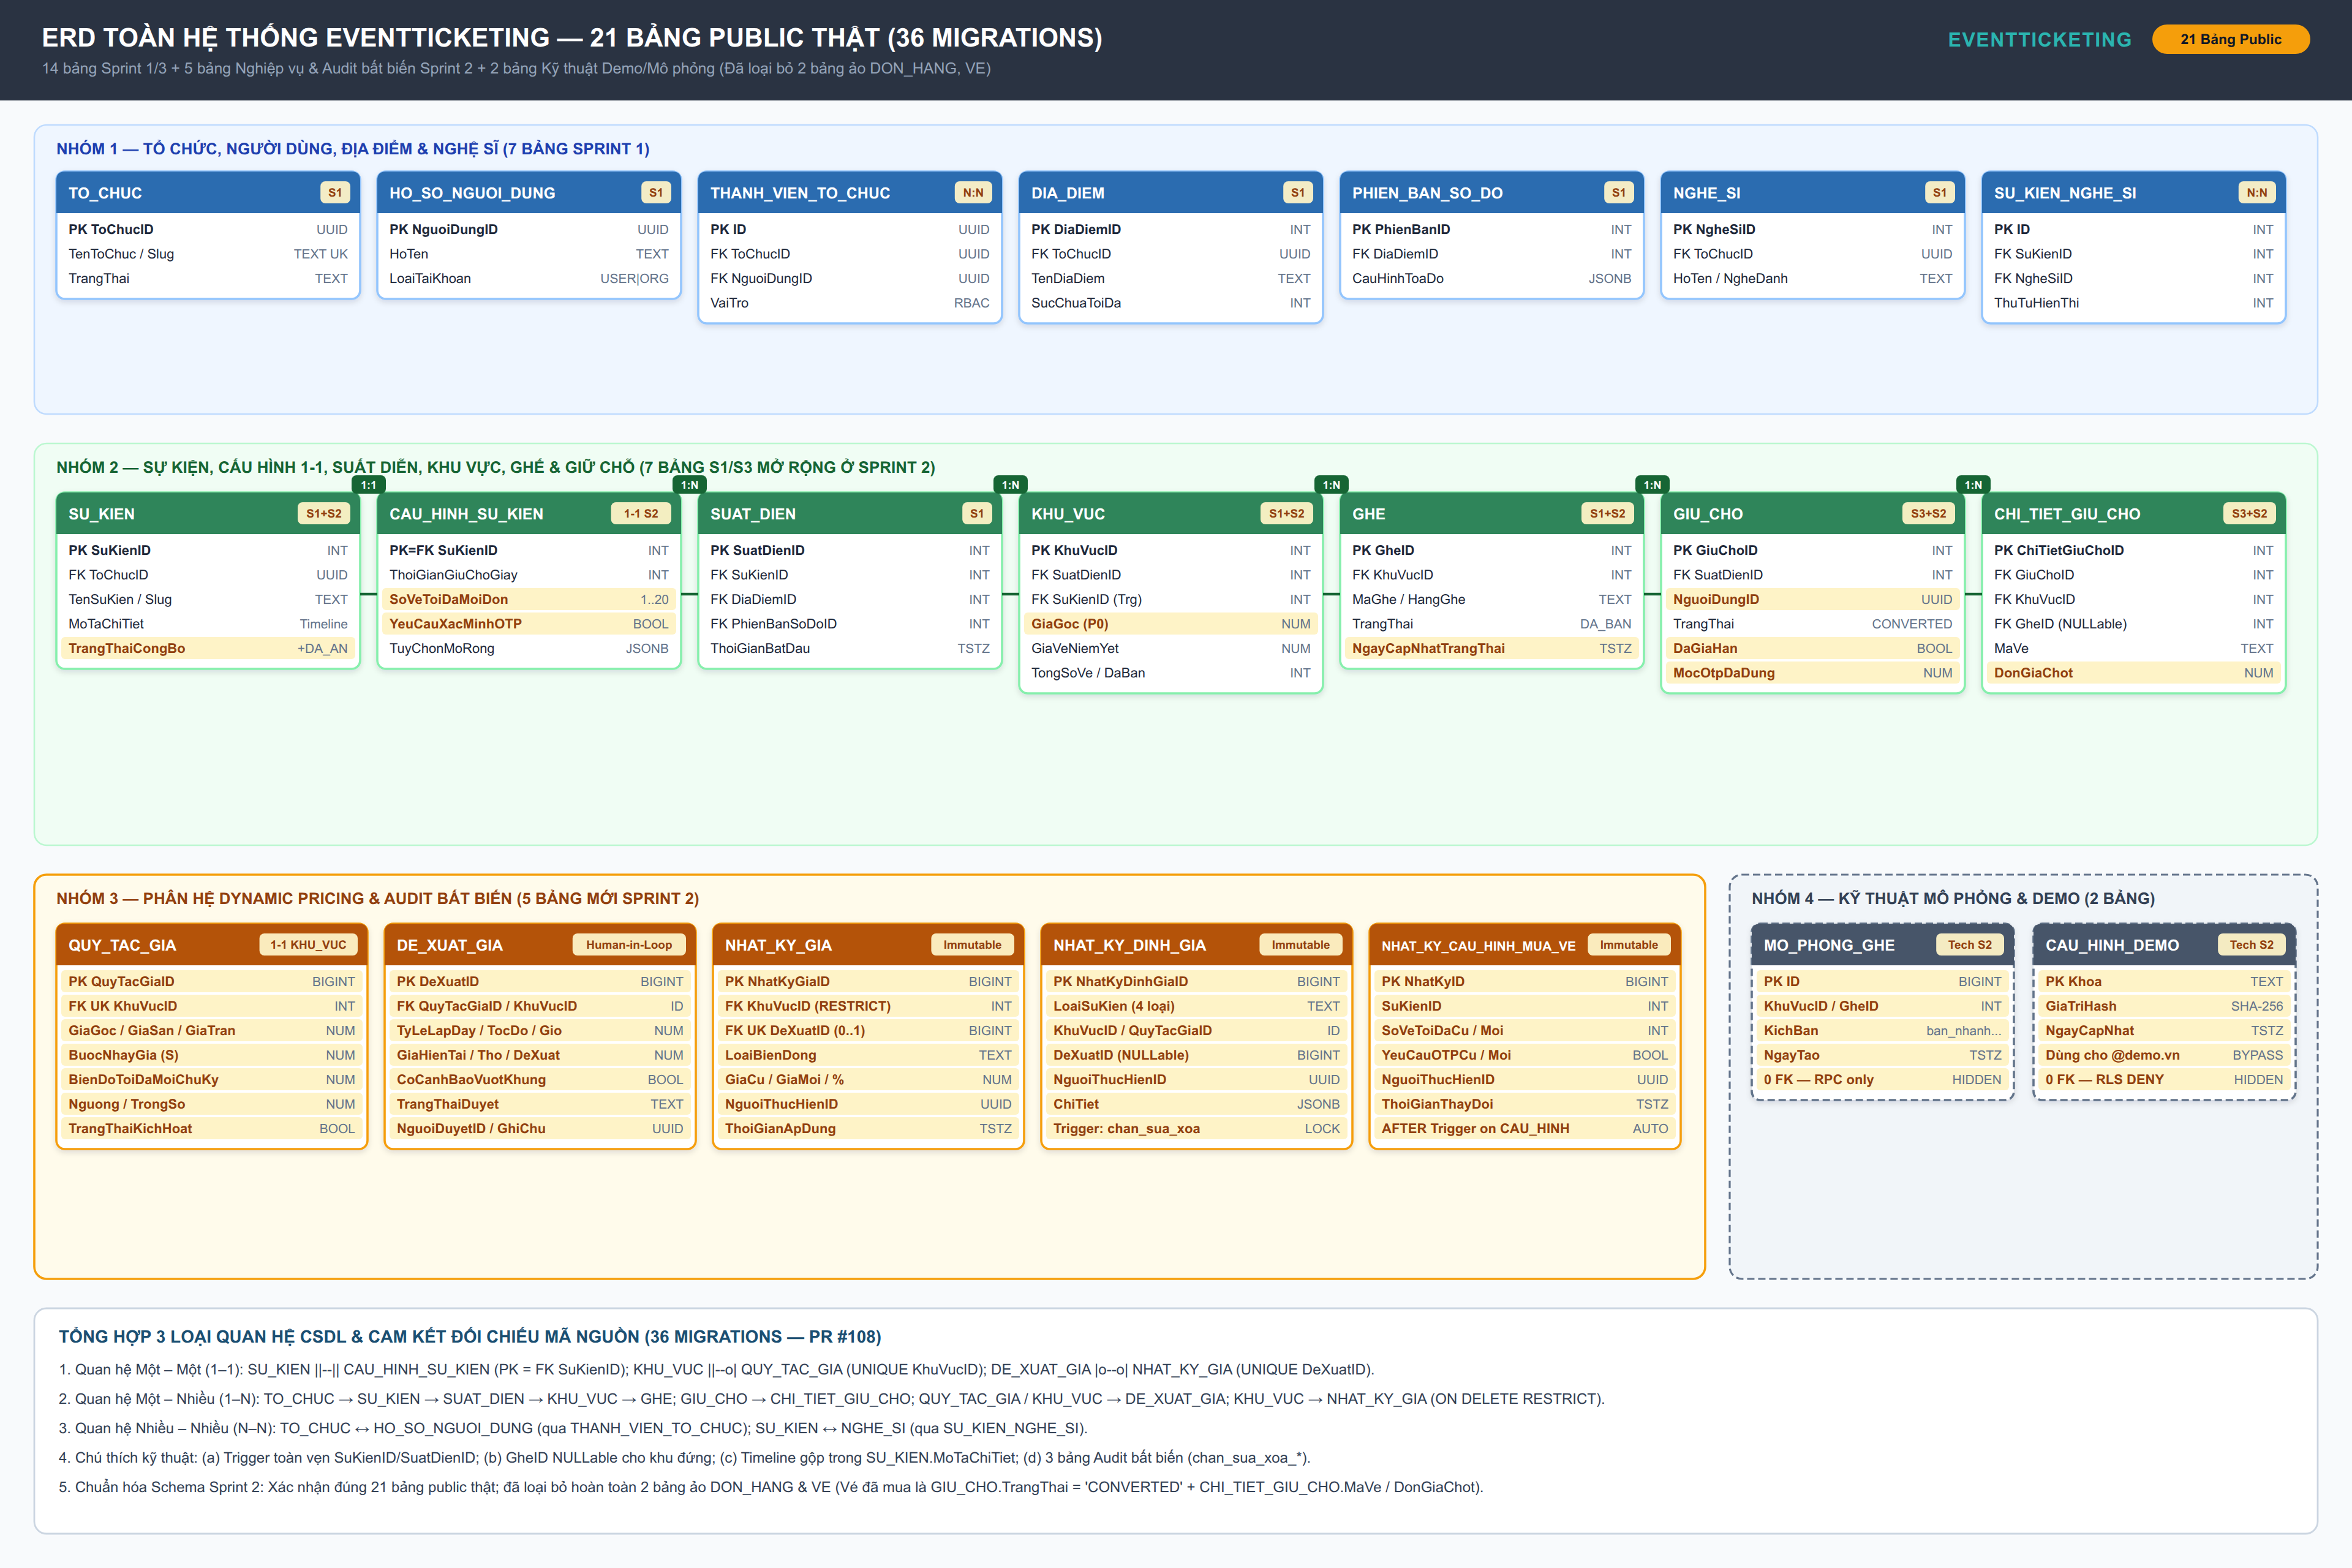 ERD TOÀN HỆ THỐNG EVENTTICKETING — 21 BẢNG PUBLIC THẬT (36 MIGRATIONS)
14 bảng Sprint 1/3 + 5 bảng Nghiệp vụ & Audit bất biến Sprint 2 + 2 bảng Kỹ thuật Demo/Mô phỏng (Đã loại bỏ 2 bảng ảo DON_HANG, VE)
EVENTTICKETING
21 Bảng Public
NHÓM 1 — TỔ CHỨC, NGƯỜI DÙNG, ĐỊA ĐIỂM & NGHỆ SĨ (7 BẢNG SPRINT 1)
TO_CHUC S1
PK ToChucID UUID
TenToChuc / Slug TEXT UK
TrangThai TEXT
HO_SO_NGUOI_DUNG S1
PK NguoiDungID UUID
HoTen TEXT
LoaiTaiKhoan USER|ORG
THANH_VIEN_TO_CHUC N:N
PK ID UUID
FK ToChucID UUID
FK NguoiDungID UUID
VaiTro RBAC
DIA_DIEM S1
PK DiaDiemID INT
FK ToChucID UUID
TenDiaDiem TEXT
SucChuaToiDa INT
PHIEN_BAN_SO_DO S1
PK PhienBanID INT
FK DiaDiemID INT
CauHinhToaDo JSONB
NGHE_SI S1
PK NgheSiID INT
FK ToChucID UUID
HoTen / NgheDanh TEXT
SU_KIEN_NGHE_SI N:N
PK ID INT
FK SuKienID INT
FK NgheSiID INT
ThuTuHienThi INT
NHÓM 2 — SỰ KIỆN, CẤU HÌNH 1-1, SUẤT DIỄN, KHU VỰC, GHẾ & GIỮ CHỖ (7 BẢNG S1/S3 MỞ RỘNG Ở SPRINT 2)
1:1
1:N
1:N
1:N
1:N
1:N
SU_KIEN S1+S2
PK SuKienID INT
FK ToChucID UUID
TenSuKien / Slug TEXT
MoTaChiTiet Timeline
TrangThaiCongBo +DA_AN
CAU_HINH_SU_KIEN 1-1 S2
PK=FK SuKienID INT
ThoiGianGiuChoGiay INT
SoVeToiDaMoiDon 1..20
YeuCauXacMinhOTP BOOL
TuyChonMoRong JSONB
SUAT_DIEN S1
PK SuatDienID INT
FK SuKienID INT
FK DiaDiemID INT
FK PhienBanSoDoID INT
ThoiGianBatDau TSTZ
KHU_VUC S1+S2
PK KhuVucID INT
FK SuatDienID INT
FK SuKienID (Trg) INT
GiaGoc (P0) NUM
GiaVeNiemYet NUM
TongSoVe / DaBan INT
GHE S1+S2
PK GheID INT
FK KhuVucID INT
MaGhe / HangGhe TEXT
TrangThai DA_BAN
NgayCapNhatTrangThai TSTZ
GIU_CHO S3+S2
PK GiuChoID INT
FK SuatDienID INT
NguoiDungID UUID
TrangThai CONVERTED
DaGiaHan BOOL
MocOtpDaDung NUM
CHI_TIET_GIU_CHO S3+S2
PK ChiTietGiuChoID INT
FK GiuChoID INT
FK KhuVucID INT
FK GheID (NULLable) INT
MaVe TEXT
DonGiaChot NUM
NHÓM 3 — PHÂN HỆ DYNAMIC PRICING & AUDIT BẤT BIẾN (5 BẢNG MỚI SPRINT 2)
QUY_TAC_GIA 1-1 KHU_VUC
PK QuyTacGiaID BIGINT
FK UK KhuVucID INT
GiaGoc / GiaSan / GiaTran NUM
BuocNhayGia (S) NUM
BienDoToiDaMoiChuKy NUM
Nguong / TrongSo NUM
TrangThaiKichHoat BOOL
DE_XUAT_GIA Human-in-Loop
PK DeXuatID BIGINT
FK QuyTacGiaID / KhuVucID ID
TyLeLapDay / TocDo / Gio NUM
GiaHienTai / Tho / DeXuat NUM
CoCanhBaoVuotKhung BOOL
TrangThaiDuyet TEXT
NguoiDuyetID / GhiChu UUID
NHAT_KY_GIA Immutable
PK NhatKyGiaID BIGINT
FK KhuVucID (RESTRICT) INT
FK UK DeXuatID (0..1) BIGINT
LoaiBienDong TEXT
GiaCu / GiaMoi / % NUM
NguoiThucHienID UUID
ThoiGianApDung TSTZ
NHAT_KY_DINH_GIA Immutable
PK NhatKyDinhGiaID BIGINT
LoaiSuKien (4 loại) TEXT
KhuVucID / QuyTacGiaID ID
DeXuatID (NULLable) BIGINT
NguoiThucHienID UUID
ChiTiet JSONB
Trigger: chan_sua_xoa LOCK
NHAT_KY_CAU_HINH_MUA_VE Immutable
PK NhatKyID BIGINT
SuKienID INT
SoVeToiDaCu / Moi INT
YeuCauOTPCu / Moi BOOL
NguoiThucHienID UUID
ThoiGianThayDoi TSTZ
AFTER Trigger on CAU_HINH AUTO
NHÓM 4 — KỸ THUẬT MÔ PHỎNG & DEMO (2 BẢNG)
MO_PHONG_GHE Tech S2
PK ID BIGINT
KhuVucID / GheID INT
KichBan ban_nhanh...
NgayTao TSTZ
0 FK — RPC only HIDDEN
CAU_HINH_DEMO Tech S2
PK Khoa TEXT
GiaTriHash SHA-256
NgayCapNhat TSTZ
Dùng cho @demo.vn BYPASS
0 FK — RLS DENY HIDDEN
TỔNG HỢP 3 LOẠI QUAN HỆ CSDL & CAM KẾT ĐỐI CHIẾU MÃ NGUỒN (36 MIGRATIONS — PR #108)
1. Quan hệ Một – Một (1–1): SU_KIEN ||--|| CAU_HINH_SU_KIEN (PK = FK SuKienID); KHU_VUC ||--o| QUY_TAC_GIA (UNIQUE KhuVucID); DE_XUAT_GIA |o--o| NHAT_KY_GIA (UNIQUE DeXuatID).
2. Quan hệ Một – Nhiều (1–N): TO_CHUC → SU_KIEN → SUAT_DIEN → KHU_VUC → GHE; GIU_CHO → CHI_TIET_GIU_CHO; QUY_TAC_GIA / KHU_VUC → DE_XUAT_GIA; KHU_VUC → NHAT_KY_GIA (ON DELETE RESTRICT).
3. Quan hệ Nhiều – Nhiều (N–N): TO_CHUC ↔ HO_SO_NGUOI_DUNG (qua THANH_VIEN_TO_CHUC); SU_KIEN ↔ NGHE_SI (qua SU_KIEN_NGHE_SI).
4. Chú thích kỹ thuật: (a) Trigger toàn vẹn SuKienID/SuatDienID; (b) GheID NULLable cho khu đứng; (c) Timeline gộp trong SU_KIEN.MoTaChiTiet; (d) 3 bảng Audit bất biến (chan_sua_xoa_*).
5. Chuẩn hóa Schema Sprint 2: Xác nhận đúng 21 bảng public thật; đã loại bỏ hoàn toàn 2 bảng ảo DON_HANG & VE (Vé đã mua là GIU_CHO.TrangThai = 'CONVERTED' + CHI_TIET_GIU_CHO.MaVe / DonGiaChot).